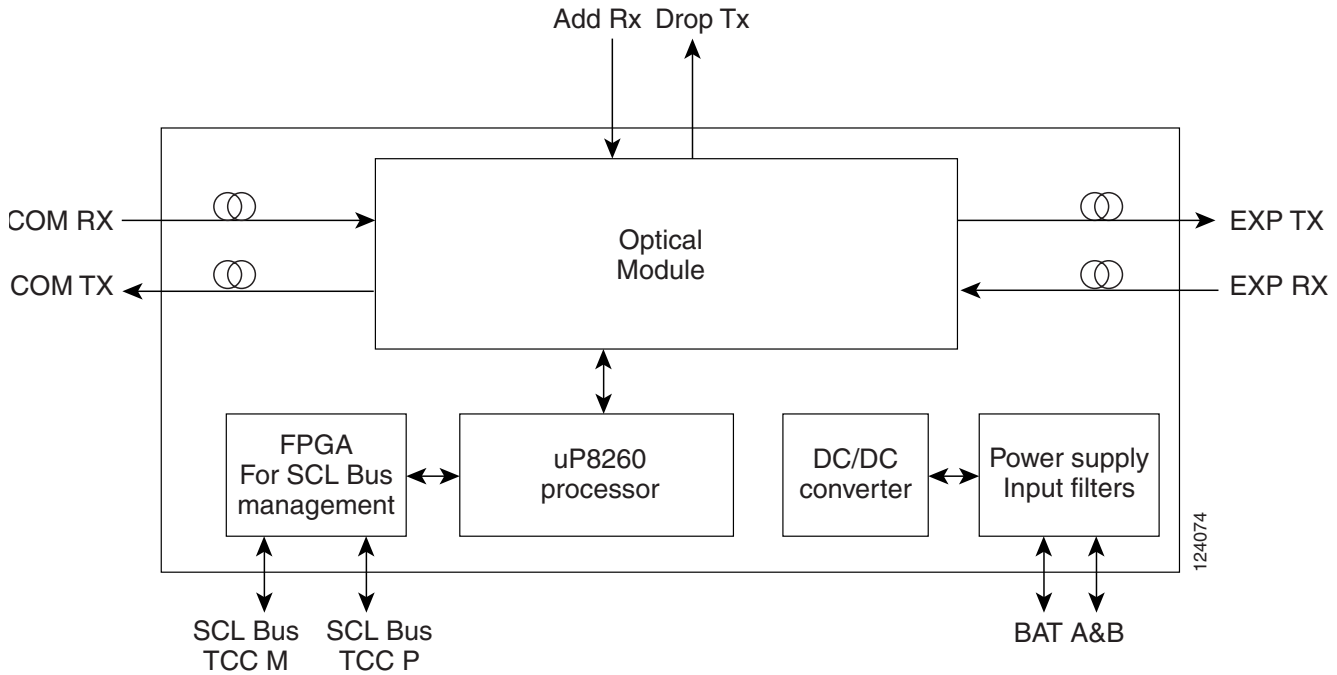 Add Rx Drop Tx
COM RX
COM TX
Optical
Module
EXP TX
EXP RX
FPGA
For SCL Bus
management
uP8260
processor
DC/DC
converter
Power supply
Input filters
124074
SCL Bus
TCC M
SCL Bus
TCC P
BAT A&B